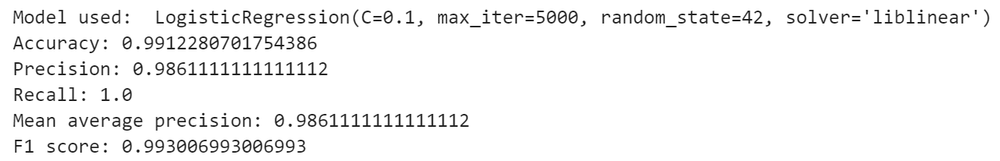 Model used:  LogisticRegression(C=0.1, max_iter=5000, random_state=42, solver='liblinear')
Accuracy: 0.9912280701754386
Precision: 0.9861111111111112
Recall: 1.0
Mean average precision: 0.9861111111111112
F1 score: 0.993006993006993